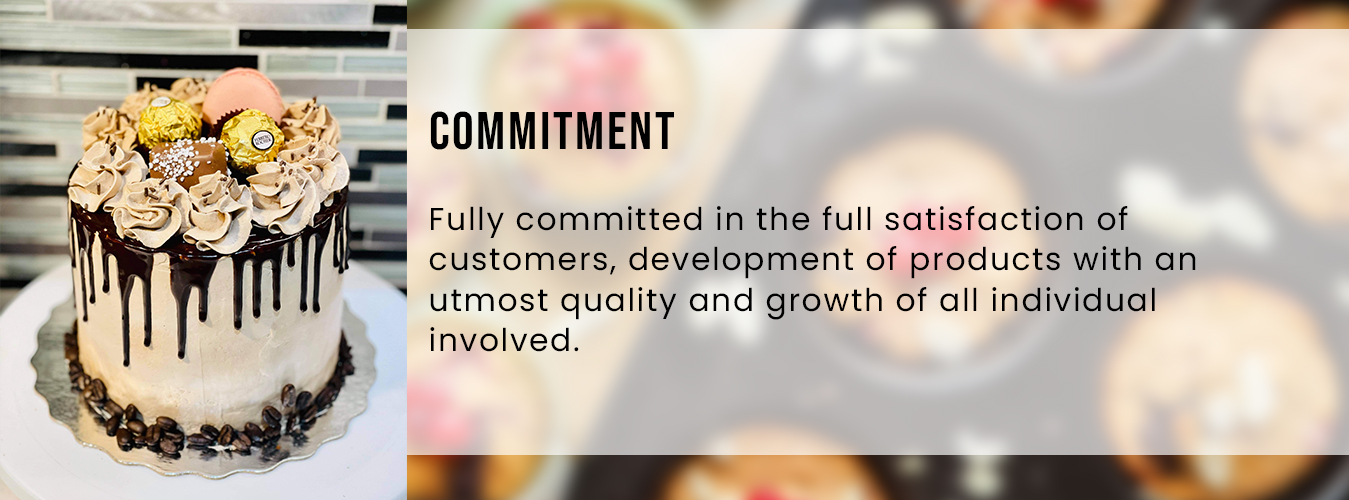 COMMITMENT
Fully committed in the full satisfaction of
customers, development of products with an
utmost quality and growth of all individual
involved.